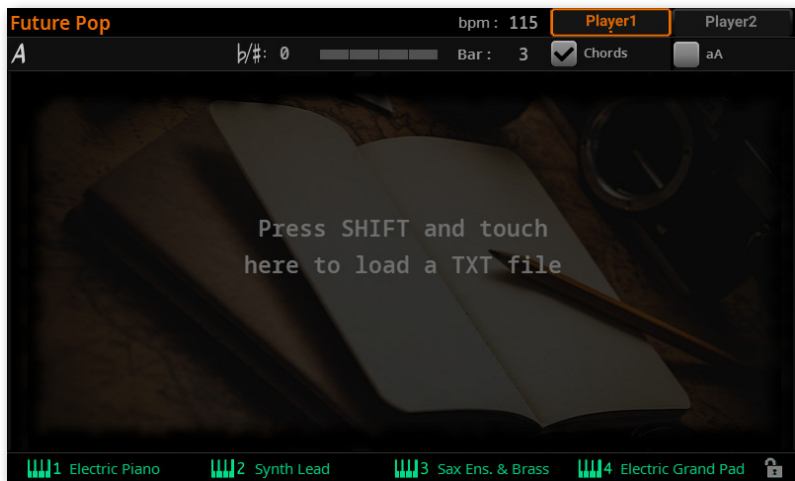 Future Pop bpm : 115 Player1 Player2
A ♭/♯: 0 Bar : 3 Chords aA
Press SHIFT and touch
here to load a TXT file
1 Electric Piano 2 Synth Lead 3 Sax Ens. & Brass 4 Electric Grand Pad